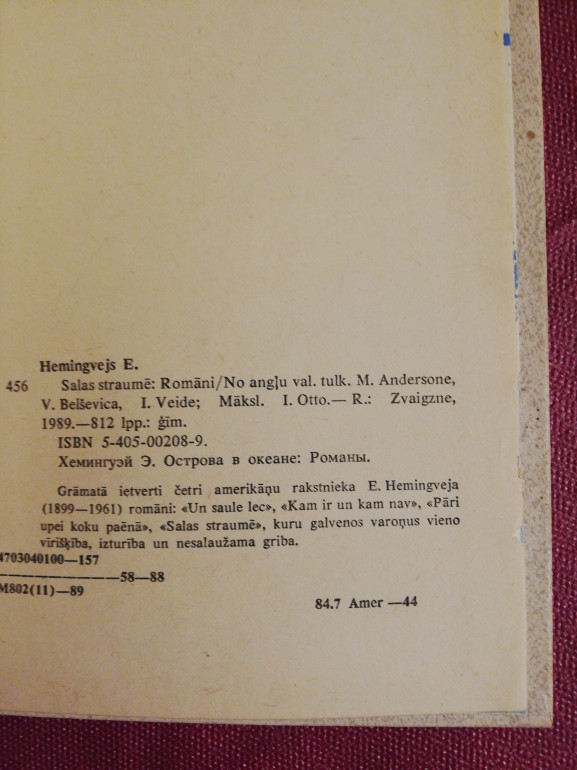 Hemingvejs E.
456 Salas straumē: Romāni/No angļu val. tulk. M. Andersone,
V. Belševica, I. Veide; Māksl. I. Otto.— R.: Zvaigzne,
1989.—812 lpp.: ģīm.
ISBN 5-405-00208-9.
Хемингуэй Э. Острова в океане: Романы.
Grāmatā ietverti četri amerikāņu rakstnieka E. Hemingveja
(1899—1961) romāni: «Un saule lec», «Kam ir un kam nav», «Pāri
upei koku paēnā», «Salas straumē», kuru galvenos varoņus vieno
vīrišķība, izturība un nesalaužama griba.
4703040100—157
—58—88
M802(11)—89
84.7 Amer —44